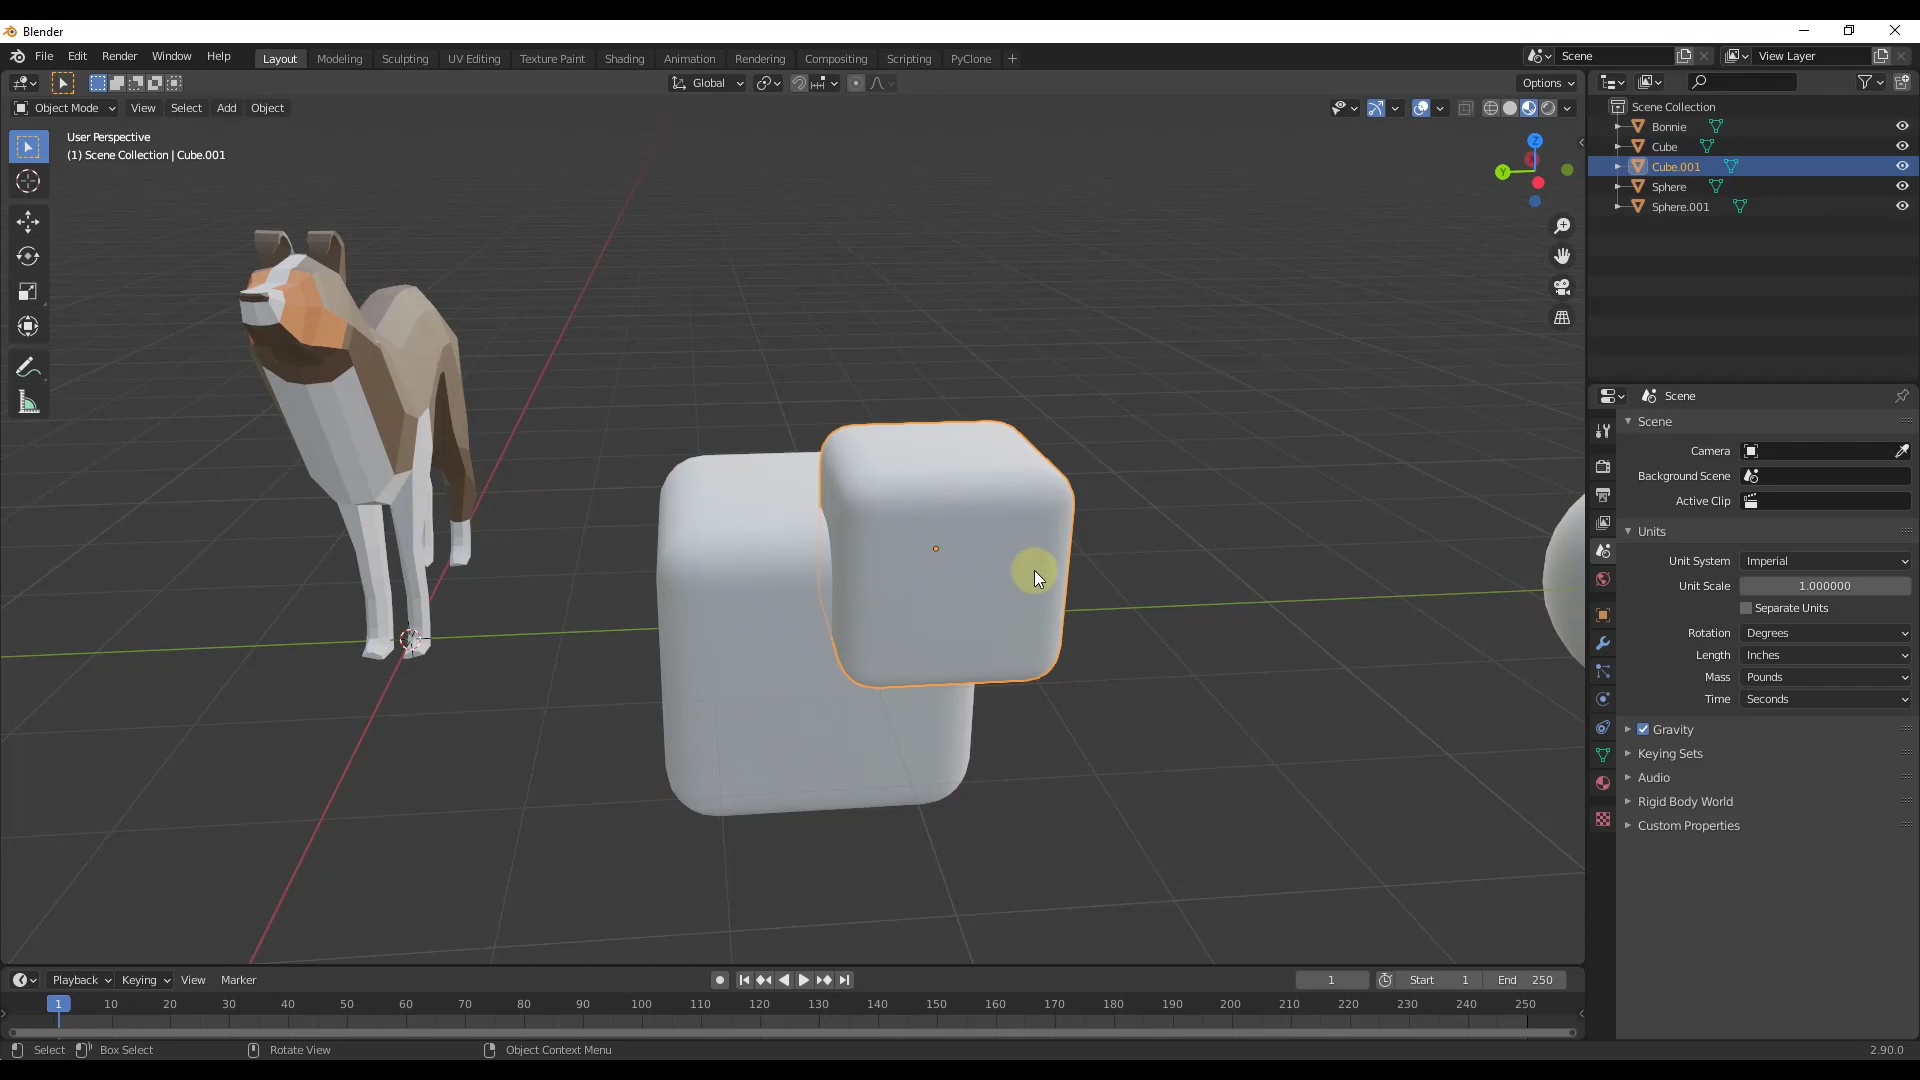 Blender
File Edit Render Window Help Layout Modeling Sculpting UV Editing Texture Paint Shading Animation Rendering Compositing Scripting PyClone + Scene View Layer
Global Options
Object Mode View Select Add Object
User Perspective
(1) Scene Collection | Cube.001
Z
Y
X
Scene Collection
Bonnie
Cube
Cube.001
Sphere
Sphere.001
Scene
Scene
Camera
Background Scene
Active Clip
Units
Unit System Imperial
Unit Scale 1.000000
Separate Units
Rotation Degrees
Length Inches
Mass Pounds
Time Seconds
Gravity
Keying Sets
Audio
Rigid Body World
Custom Properties
Playback Keying View Marker 1 Start 1 End 250
1 10 20 30 40 50 60 70 80 90 100 110 120 130 140 150 160 170 180 190 200 210 220 230 240 250
Select Box Select Rotate View Object Context Menu 2.90.0